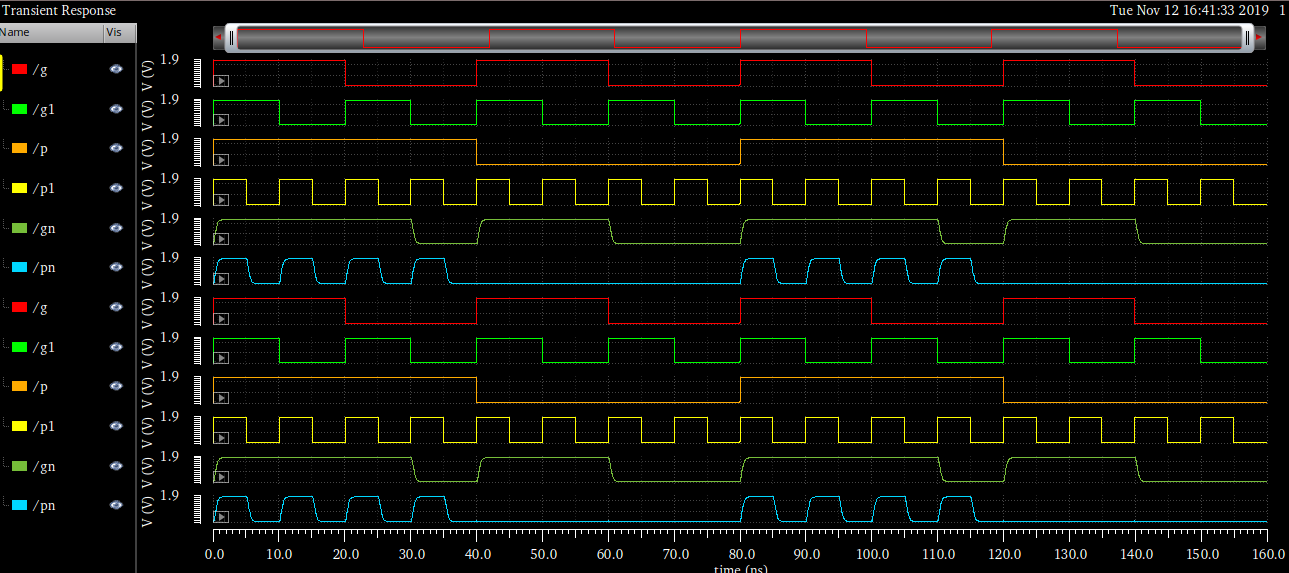 Transient Response
Tue Nov 12 16:41:33 2019 1
Name
Vis
/g
V (V)
1.9
/g1
V (V)
1.9
/p
V (V)
1.9
/p1
V (V)
1.9
/gn
V (V)
1.9
/pn
V (V)
1.9
/g
V (V)
1.9
/g1
V (V)
1.9
/p
V (V)
1.9
/p1
V (V)
1.9
/gn
V (V)
1.9
/pn
V (V)
1.9
0.0 10.0 20.0 30.0 40.0 50.0 60.0 70.0 80.0 90.0 100.0 110.0 120.0 130.0 140.0 150.0 160.0
time (ns)